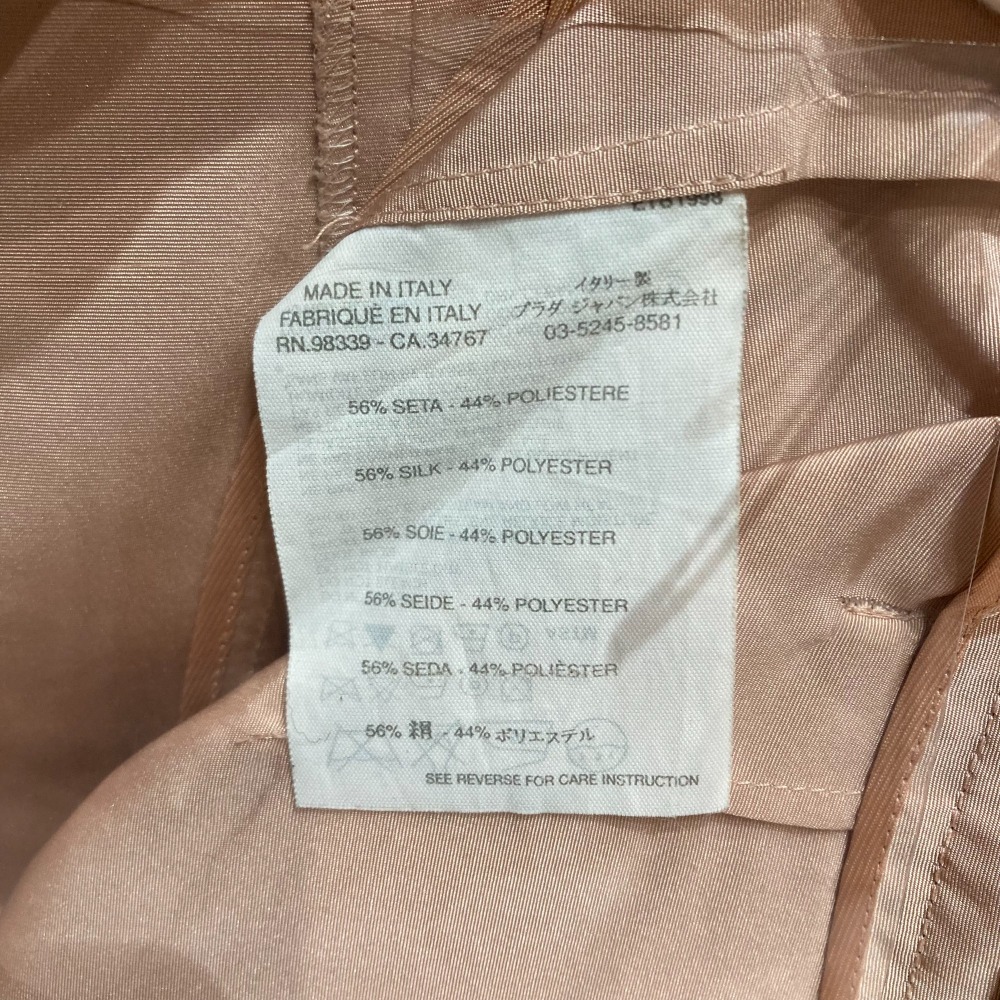 MADE IN ITALY
FABRIQUÉ EN ITALY
RN.98339 - CA.34767
イタリー製
プラダ ジャパン株式会社
03-5245-8581
56% SETA - 44% POLIESTERE
56% SILK - 44% POLYESTER
56% SOIE - 44% POLYESTER
56% SEIDE - 44% POLYESTER
56% SEDA - 44% POLIÈSTER
56% 絹 - 44% ポリエステル
SEE REVERSE FOR CARE INSTRUCTION